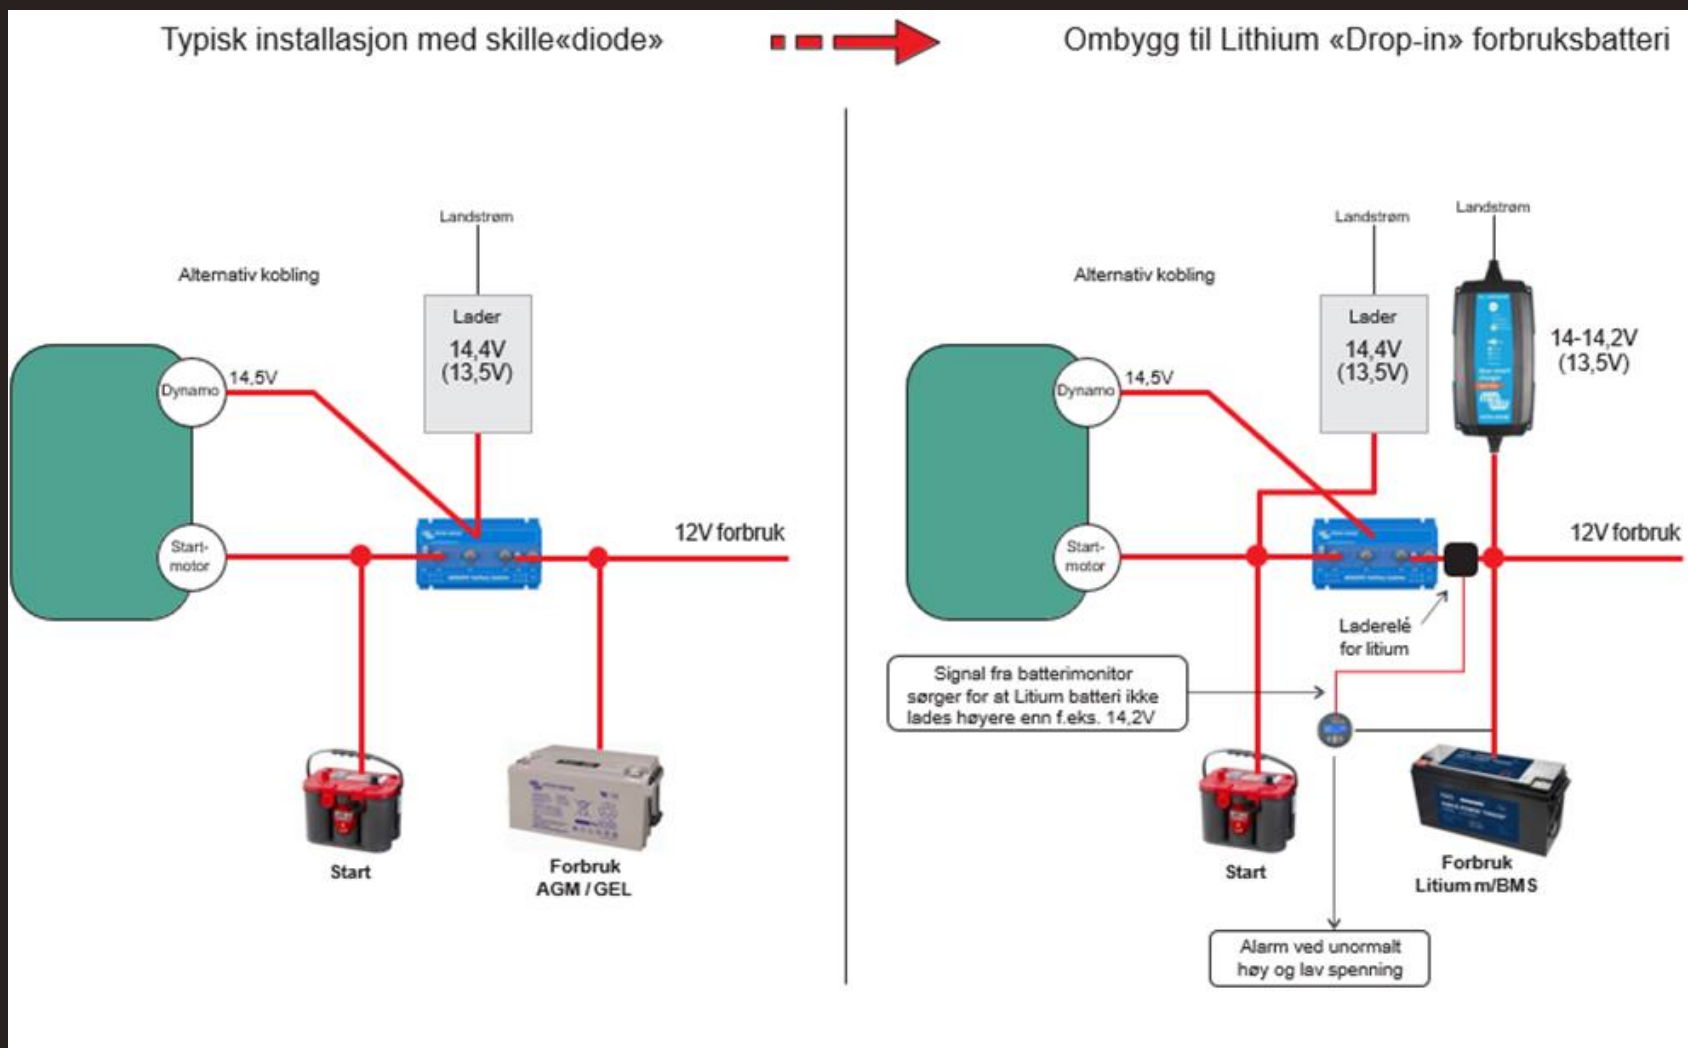 Typisk installasjon med skille«diode»
Ombygg til Lithium «Drop-in» forbruksbatteri
Landstrøm
Alternativ kobling
Lader
14,4V
(13,5V)
Dynamo
14,5V
12V forbruk
Start-
motor
Start
Forbruk
AGM / GEL
Landstrøm
Landstrøm
Alternativ kobling
Lader
14,4V
(13,5V)
14-14,2V
(13,5V)
Dynamo
14,5V
12V forbruk
Start-
motor
Laderelé
for litium
Signal fra batterimonitor
sørger for at Litium batteri ikke
lades høyere enn f.eks. 14,2V
Start
Forbruk
Litium m/BMS
Alarm ved unormalt
høy og lav spenning